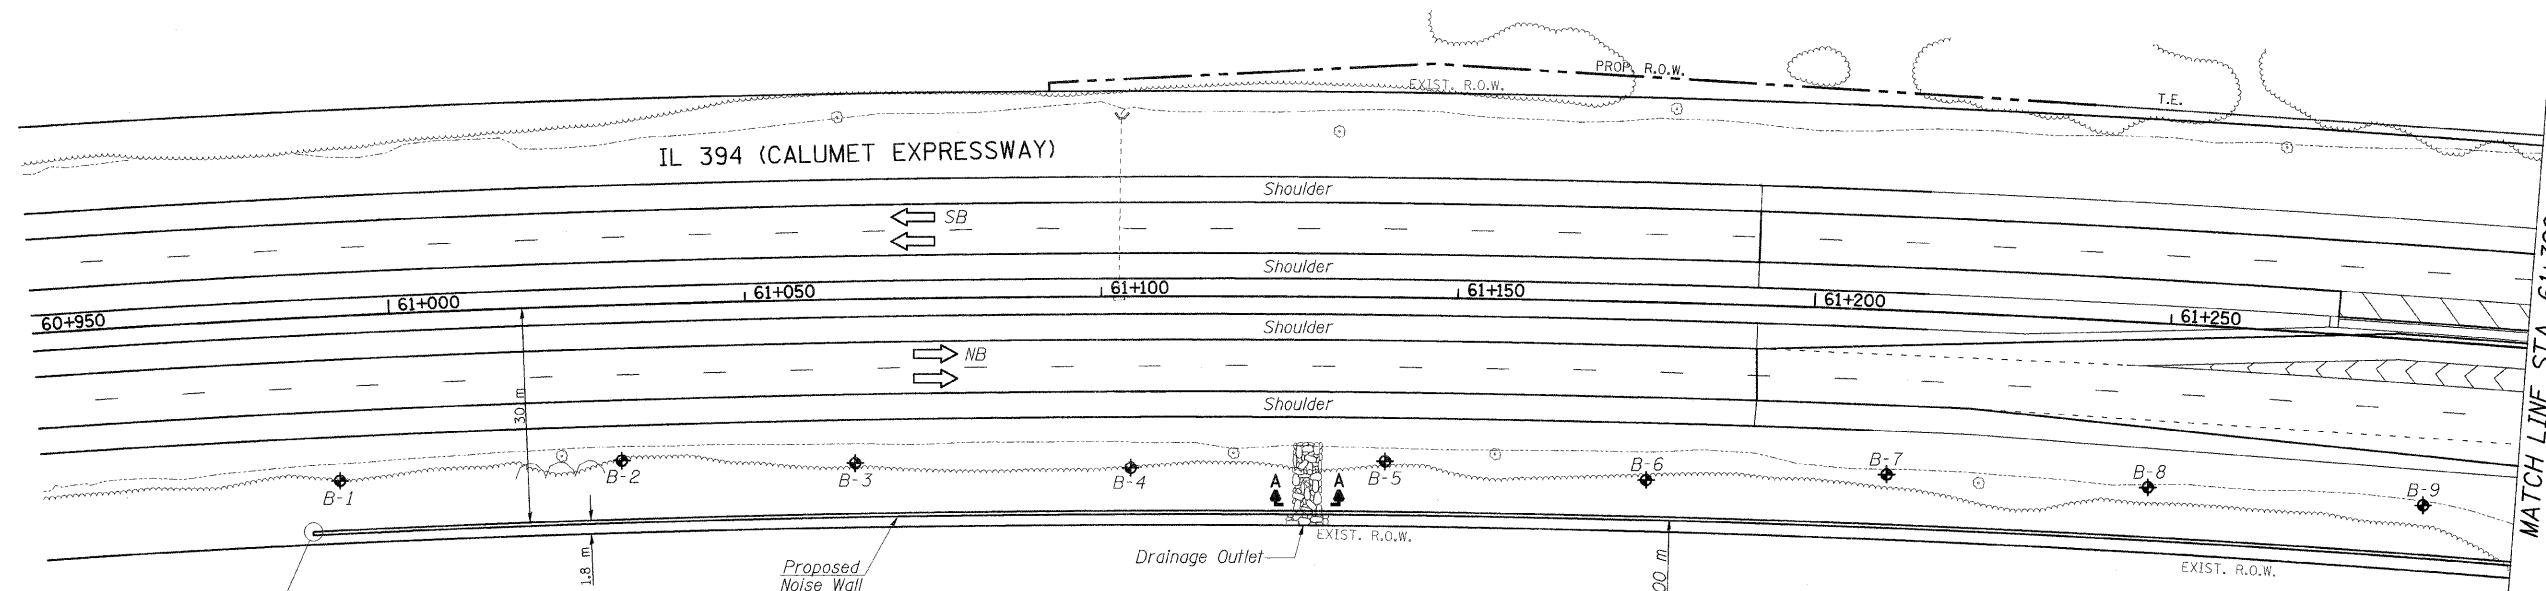 PROP. R.O.W.
EXIST. R.O.W.
T.E.
IL 394 (CALUMET EXPRESSWAY)
Shoulder
SB
Shoulder
60+950
61+000
61+050
61+100
61+150
61+200
61+250
Shoulder
NB
30 m
Shoulder
B-1
B-2
B-3
B-4
A
A
B-5
B-6
B-7
B-8
B-9
MATCH LINE STA.
EXIST. R.O.W.
Drainage Outlet
1.8 m
Proposed
Noise Wall
EXIST. R.O.W.